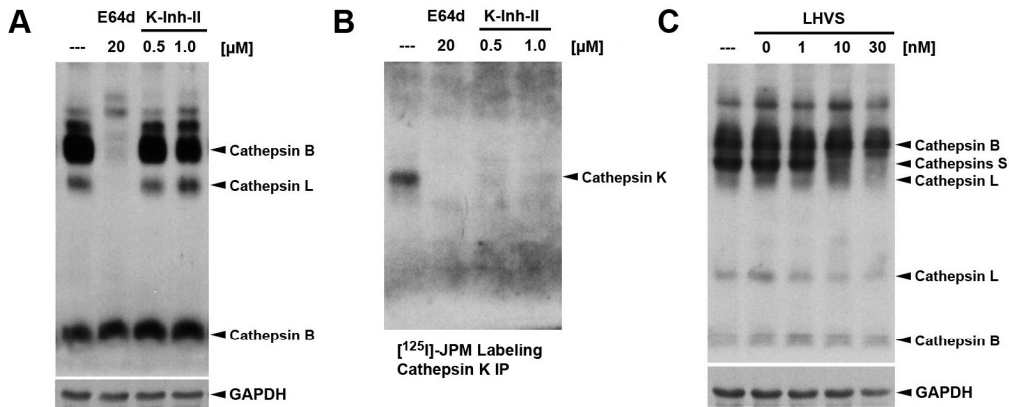 A
E64d K-Inh-II
--- 20 0.5 1.0 [µM]
Cathepsin B
Cathepsin L
Cathepsin B
GAPDH
B
E64d K-Inh-II
--- 20 0.5 1.0 [µM]
Cathepsin K
[125I]-JPM Labeling
Cathepsin K IP
C
LHVS
--- 0 1 10 30 [nM]
Cathepsin B
Cathepsins S
Cathepsin L
Cathepsin L
Cathepsin B
GAPDH